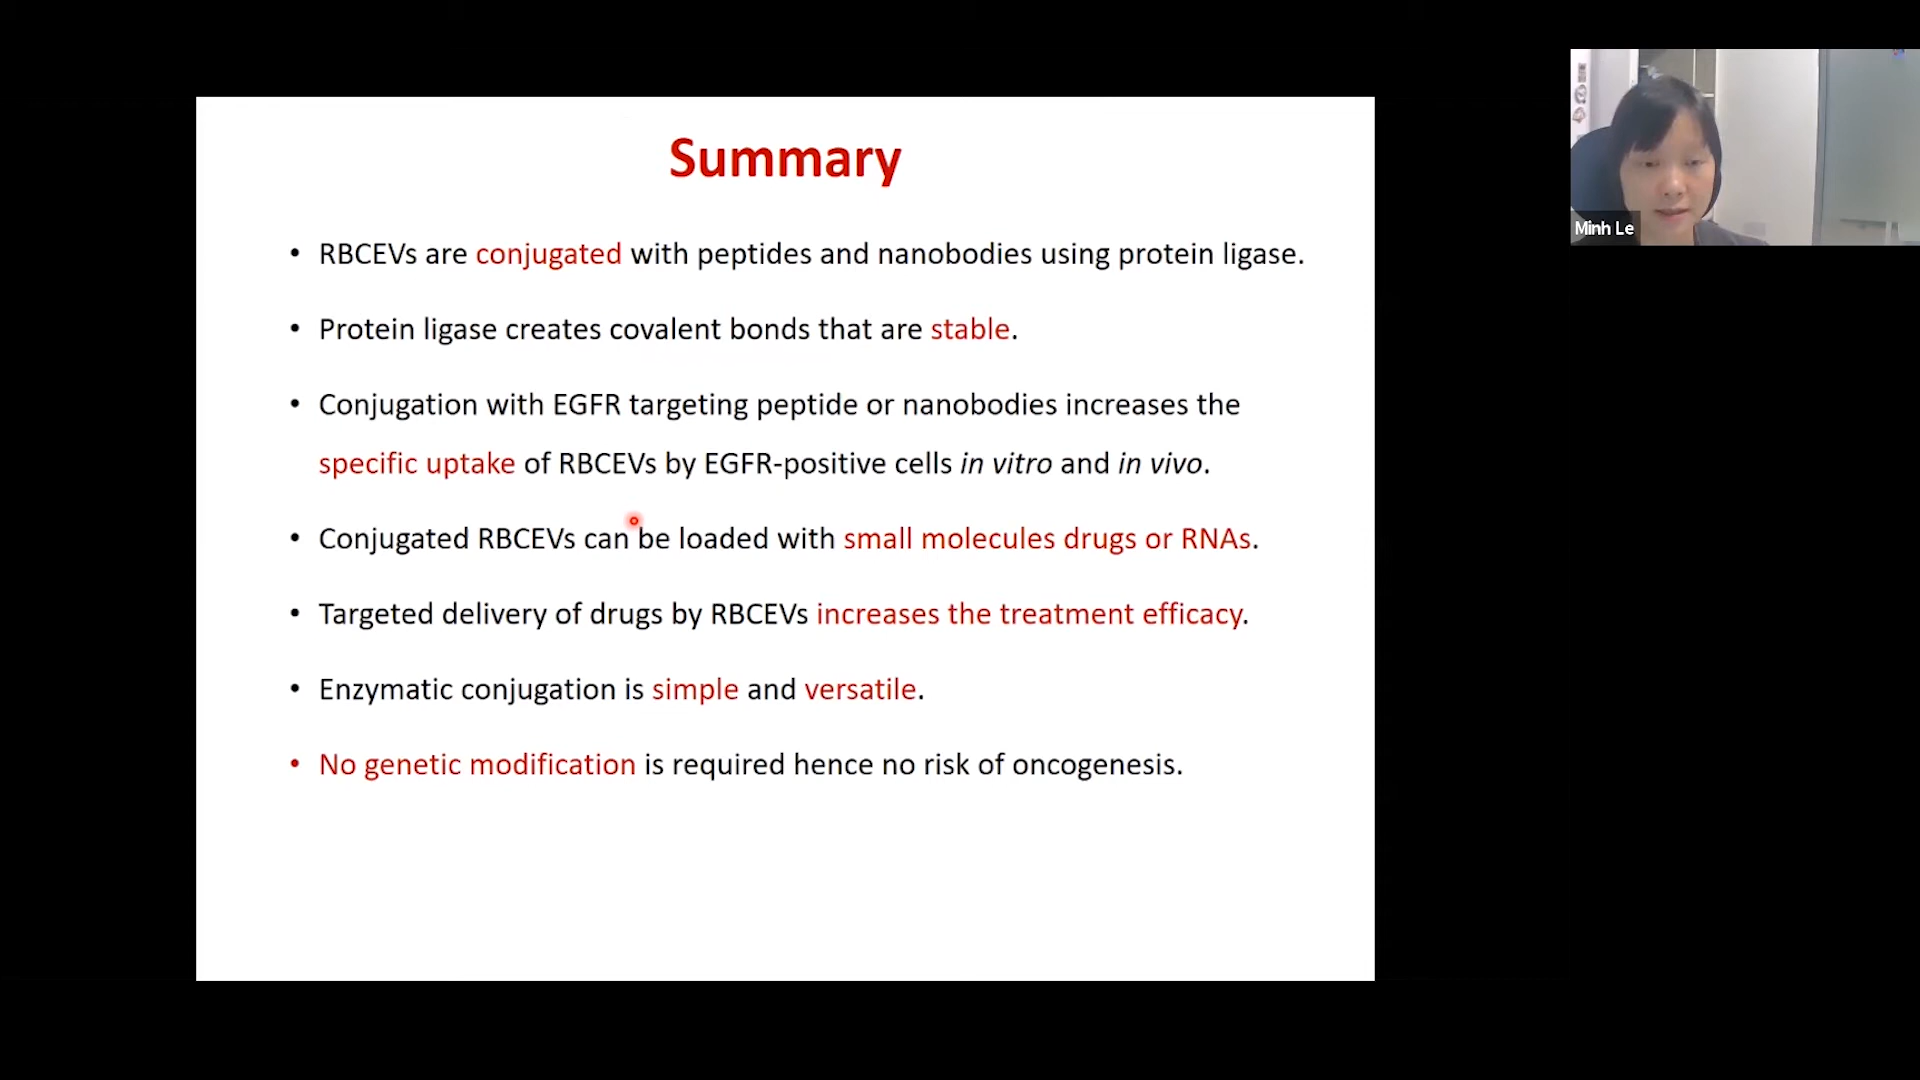 Summary
• RBCEVs are conjugated with peptides and nanobodies using protein ligase.
• Protein ligase creates covalent bonds that are stable.
• Conjugation with EGFR targeting peptide or nanobodies increases the
specific uptake of RBCEVs by EGFR-positive cells in vitro and in vivo.
• Conjugated RBCEVs can be loaded with small molecules drugs or RNAs.
• Targeted delivery of drugs by RBCEVs increases the treatment efficacy.
• Enzymatic conjugation is simple and versatile.
• No genetic modification is required hence no risk of oncogenesis.
Minh Le